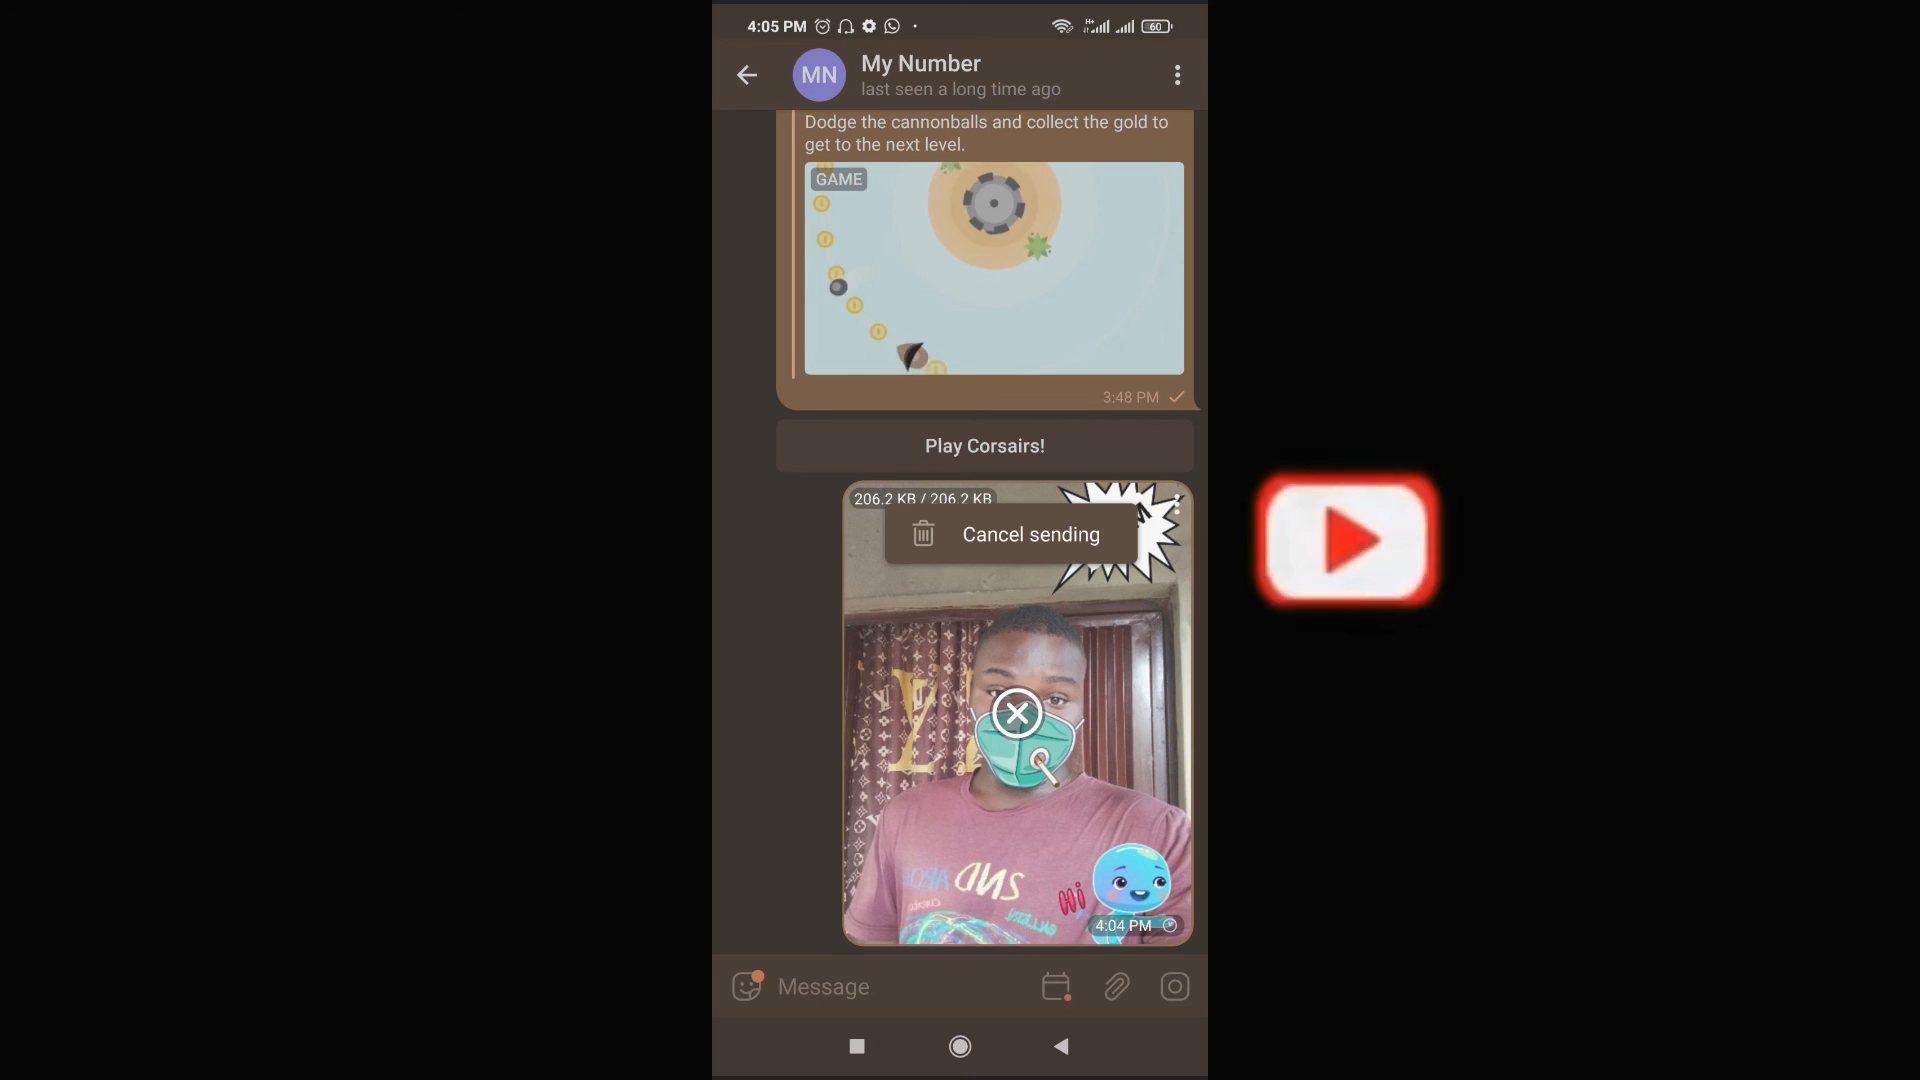 4:05 PM
60
MN
My Number
last seen a long time ago
Dodge the cannonballs and collect the gold to
get to the next level.
GAME
3:48 PM
Play Corsairs!
206.2 KB / 206.2 KB
Cancel sending
Hi
4:04 PM
Message